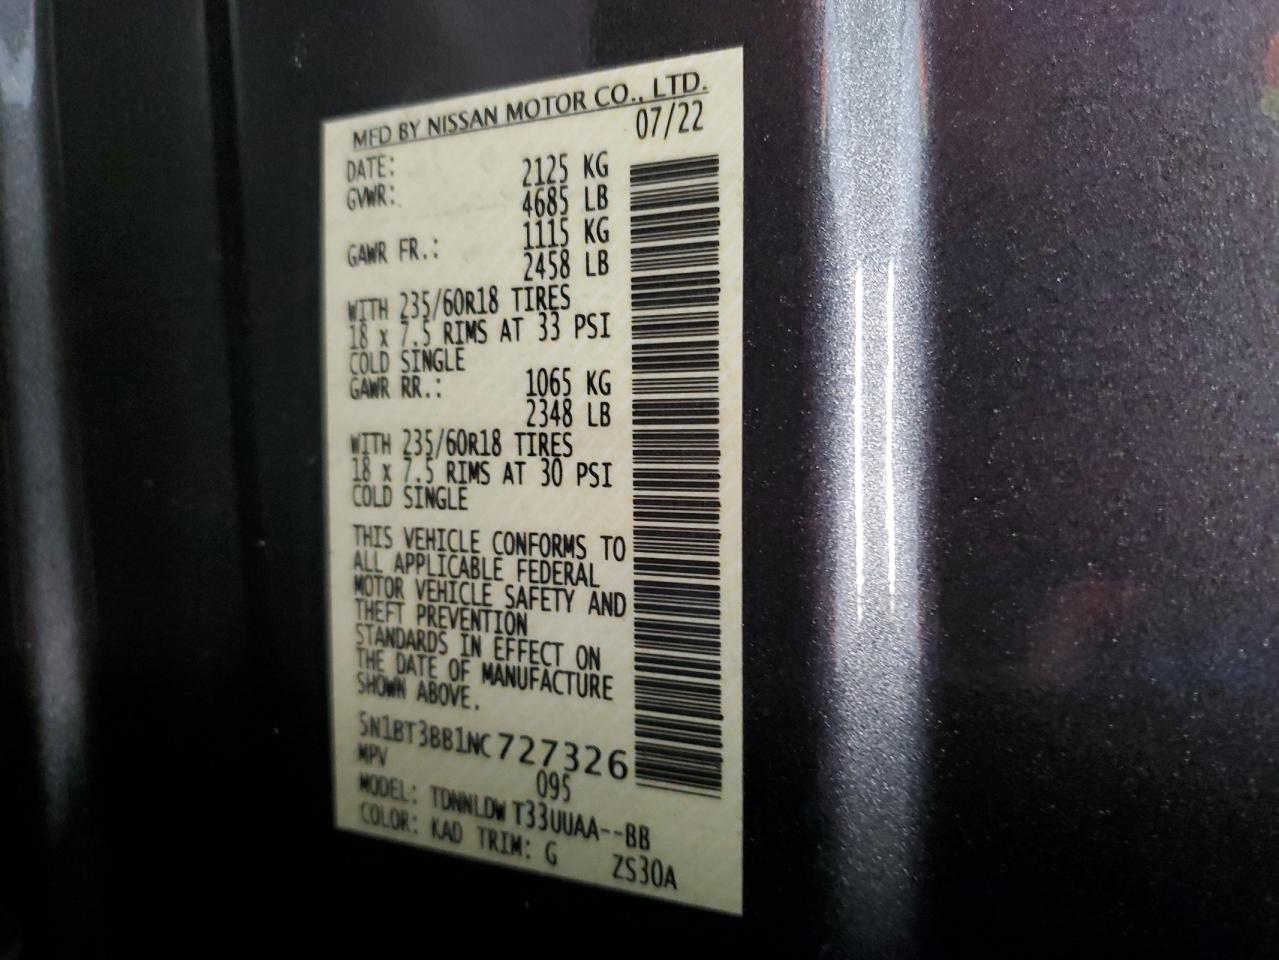 MFD BY NISSAN MOTOR CO., LTD.
DATE: 07/22
GVWR: 2125 KG
4685 LB
GAWR FR.: 1115 KG
2458 LB
WITH 235/60R18 TIRES
18 x 7.5 RIMS AT 33 PSI
COLD SINGLE
GAWR RR.: 1065 KG
2348 LB
WITH 235/60R18 TIRES
18 x 7.5 RIMS AT 30 PSI
COLD SINGLE
THIS VEHICLE CONFORMS TO
ALL APPLICABLE FEDERAL
MOTOR VEHICLE SAFETY AND
THEFT PREVENTION
STANDARDS IN EFFECT ON
THE DATE OF MANUFACTURE
SHOWN ABOVE.
5N1BT3BB1NC727326
MPV 095
MODEL: TDNNLDW T33UUAA--BB
COLOR: KAD TRIM: G ZS30A